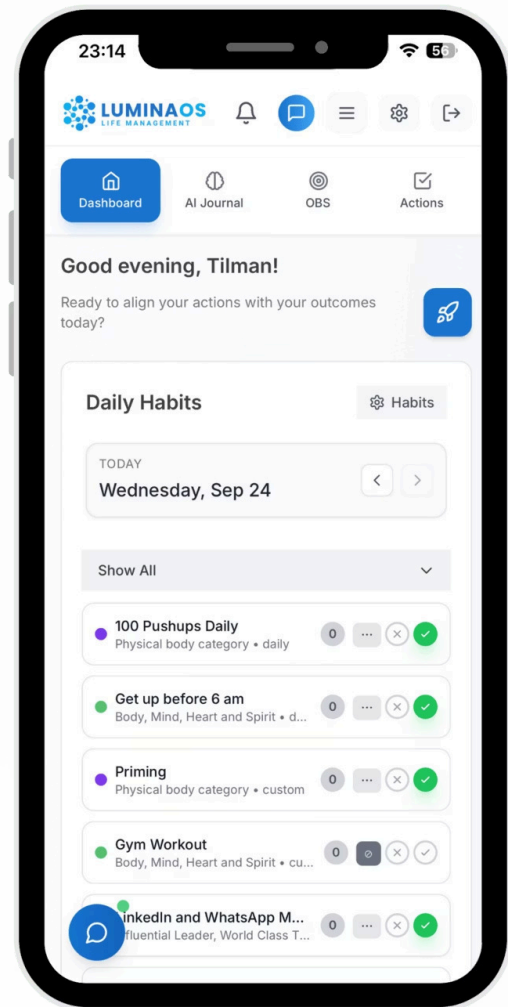 23:14
56
LUMINAOS
LIFE MANAGEMENT
Dashboard
AI Journal
OBS
Actions
Good evening, Tilman!
Ready to align your actions with your outcomes
today?
Daily Habits
Habits
TODAY
Wednesday, Sep 24
Show All
100 Pushups Daily
0
Physical body category • daily
Get up before 6 am
0
Body, Mind, Heart and Spirit • d...
Priming
0
Physical body category • custom
Gym Workout
0
Body, Mind, Heart and Spirit • cu...
inkedIn and WhatsApp M...
0
fluential Leader, World Class T...